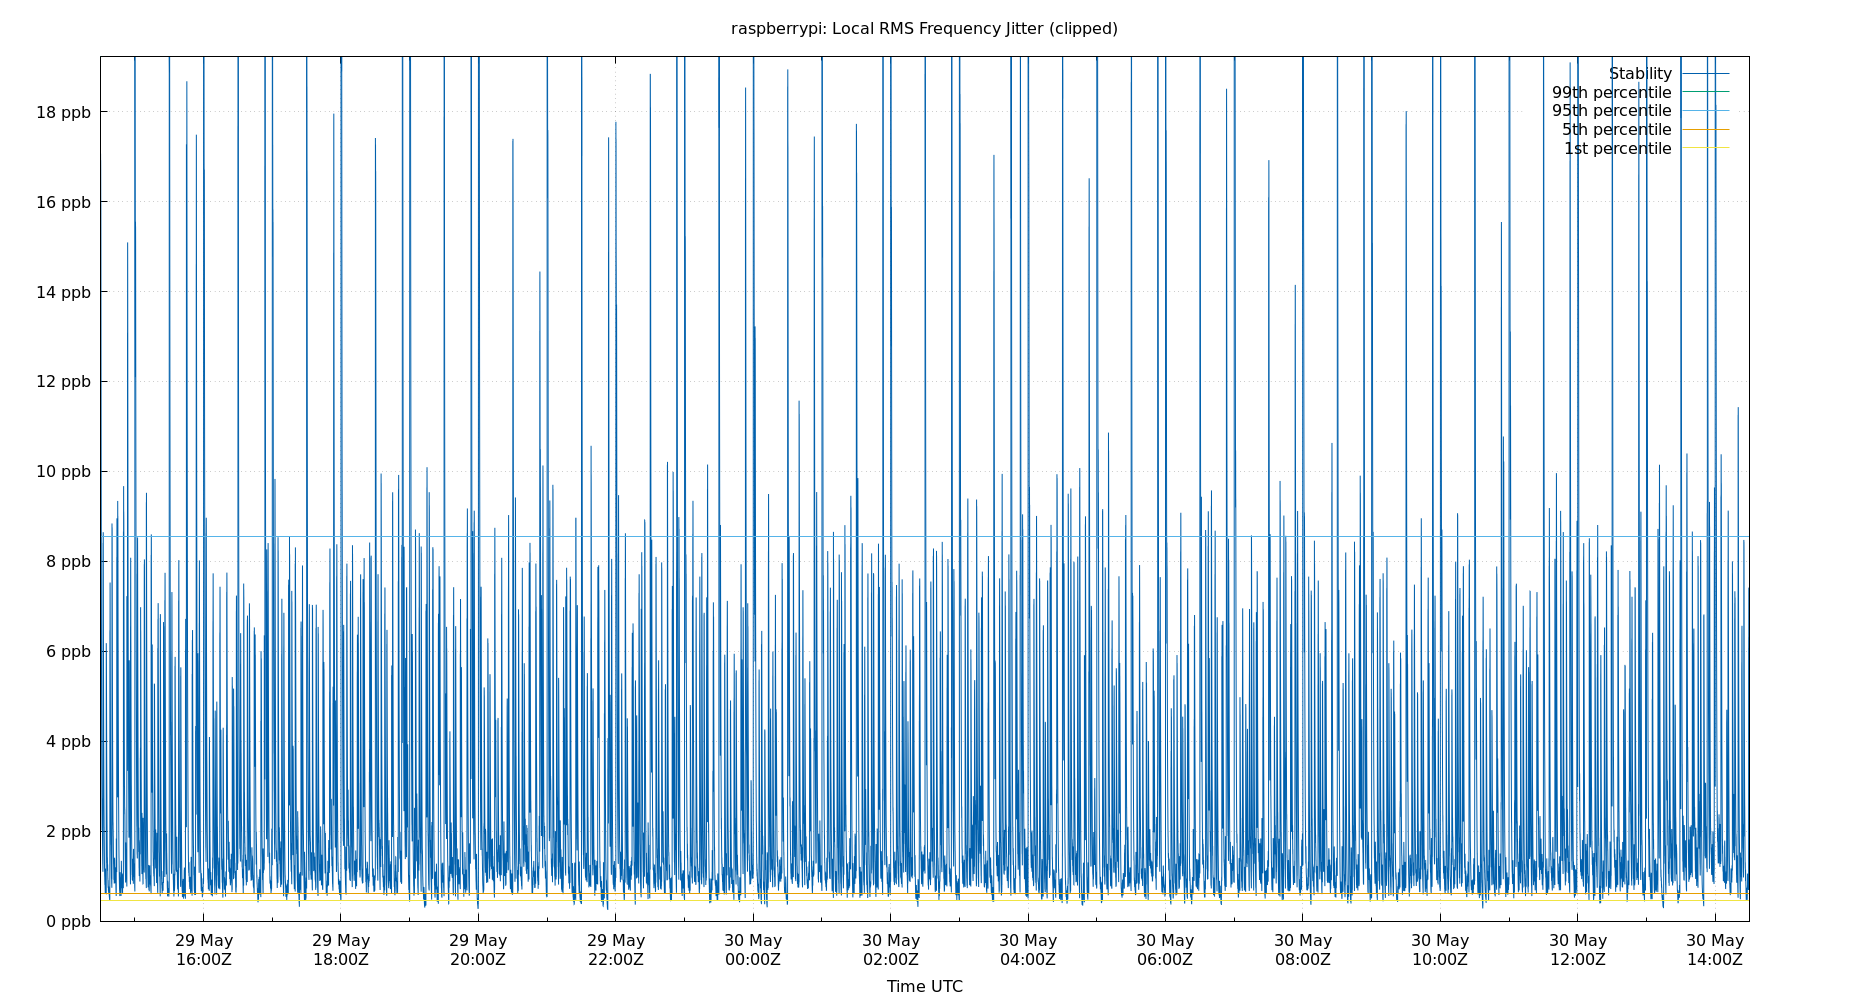 raspberrypi: Local RMS Frequency Jitter (clipped)
Stability
99th percentile
95th percentile
5th percentile
1st percentile
18 ppb
16 ppb
14 ppb
12 ppb
10 ppb
8 ppb
6 ppb
4 ppb
2 ppb
0 ppb
29 May 29 May 29 May 29 May 30 May 30 May 30 May 30 May 30 May 30 May 30 May 30 May
16:00Z 18:00Z 20:00Z 22:00Z 00:00Z 02:00Z 04:00Z 06:00Z 08:00Z 10:00Z 12:00Z 14:00Z
Time UTC